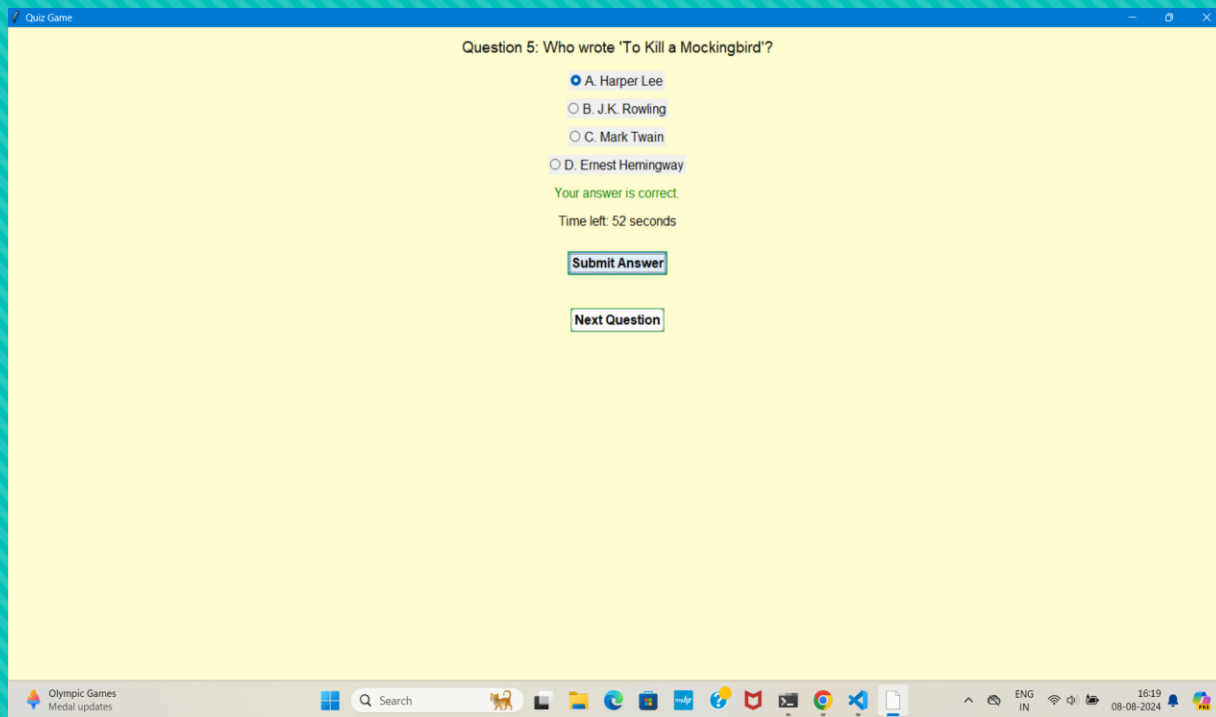 Quiz Game
Question 5: Who wrote 'To Kill a Mockingbird'?
A. Harper Lee
B. J.K. Rowling
C. Mark Twain
D. Ernest Hemingway
Your answer is correct.
Time left: 52 seconds
Submit Answer
Next Question
Olympic Games
Medal updates
Search
mdp
ENG
IN
16:19
08-08-2024
PRE